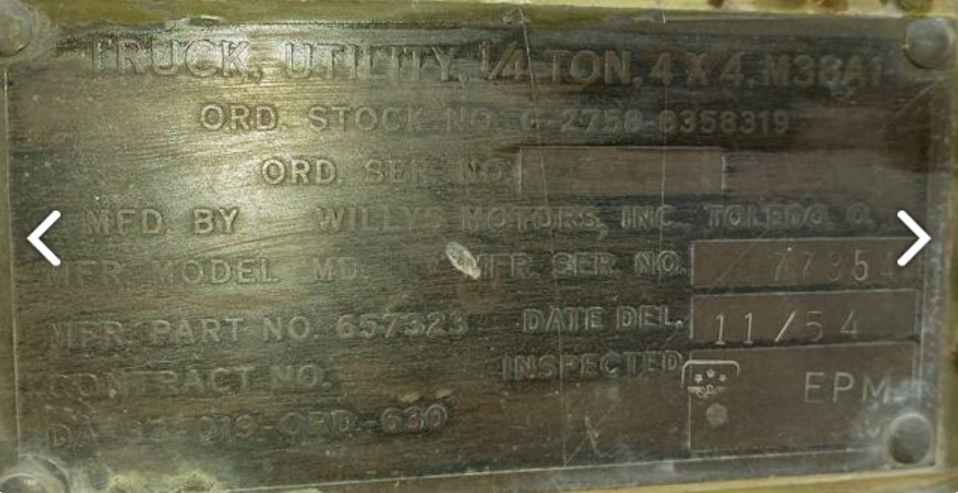 TRUCK, UTILITY, 1/4 TON, 4 X 4, M38A1
ORD. STOCK NO. G-2758-8358319
ORD. SER. NO.
MFD. BY WILLYS MOTORS, INC. TOLEDO. O.
MFR. MODEL MD MFR. SER. NO.
MFR. PART NO. 657323 DATE DEL. 11/54
CONTRACT NO. INSPECTED EPM
ORD.-630